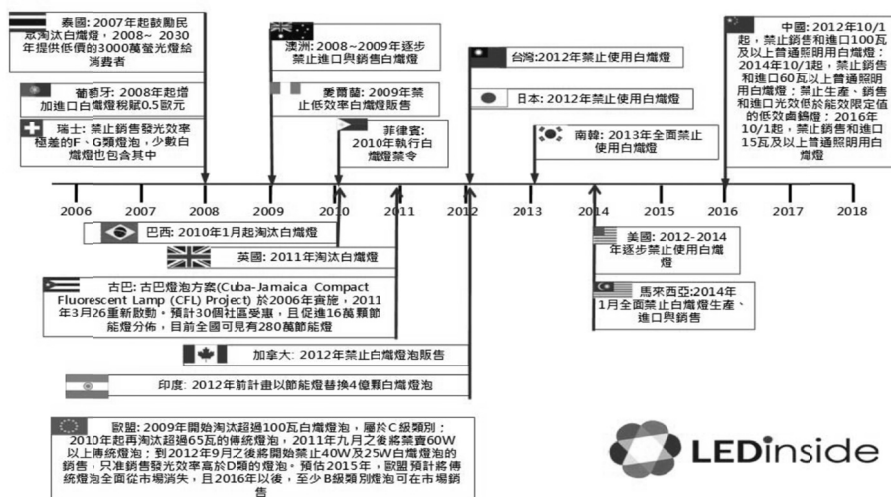 泰國: 2007年起鼓勵民
眾淘汰白熾燈, 2008~ 2030
年提供低價的3000萬螢光燈給
消費者
葡萄牙: 2008年起增
加進口白熾燈稅賦0.5歐元
瑞士: 禁止銷售發光效率
極差的F、G類燈泡，少數白
熾燈也包含其中
澳洲: 2008~2009年逐步
禁止進口與銷售白熾燈
愛爾蘭: 2009年禁
止低效率白熾燈販售
菲律賓:
2010年執行白
熾燈禁令
台灣:2012年禁止使用白熾燈
日本: 2012年禁止使用白熾燈
南韓: 2013年全面禁止
使用白熾燈
中國: 2012年10/1
起，禁止銷售和進口100瓦
及以上普通照明用白熾燈:
2014年10/1起，禁止銷售
和進口60瓦以上普通照明
用白熾燈；禁止生產、銷售
和進口光效低於能效限定值
的低效鹵鎢燈；2016年
10/1起，禁止銷售和進口
15瓦及以上普通照明用白
熾燈
2006 2007 2008 2009 2010 2011 2012 2013 2014 2015 2016 2017 2018
巴西: 2010年1月起淘汰白熾燈
英國: 2011年淘汰白熾燈
古巴: 古巴燈泡方案(Cuba-Jamaica Compact
Fluorescent Lamp (CFL) Project) 於2006年實施，2011
年3月26重新啟動。預計30個社區受惠，且促進16萬顆節
能燈分佈，目前全國可見有280萬節能燈
加拿大: 2012年禁止白熾燈泡販售
印度: 2012年前計畫以節能燈替換4億顆白熾燈泡
美國: 2012-2014
年逐步禁止使用白熾
燈
馬來西亞:2014年
1月全面禁止白熾燈生產、
進口與銷售
歐盟: 2009年開始淘汰超過100瓦白熾燈泡，屬於C級類別；
2010年起再淘汰超過65瓦的傳統燈泡，2011年九月之後將禁賣60W
以上傳統燈泡；到2012年9月之後將開始禁止40W及25W白熾燈泡的
銷售，只准銷售發光效率高於D類的燈泡。預估2015年，歐盟預計將傳
統燈泡全面從市場消失，且2016年以後，至少B級類別燈泡可在市場銷
售
LEDinside